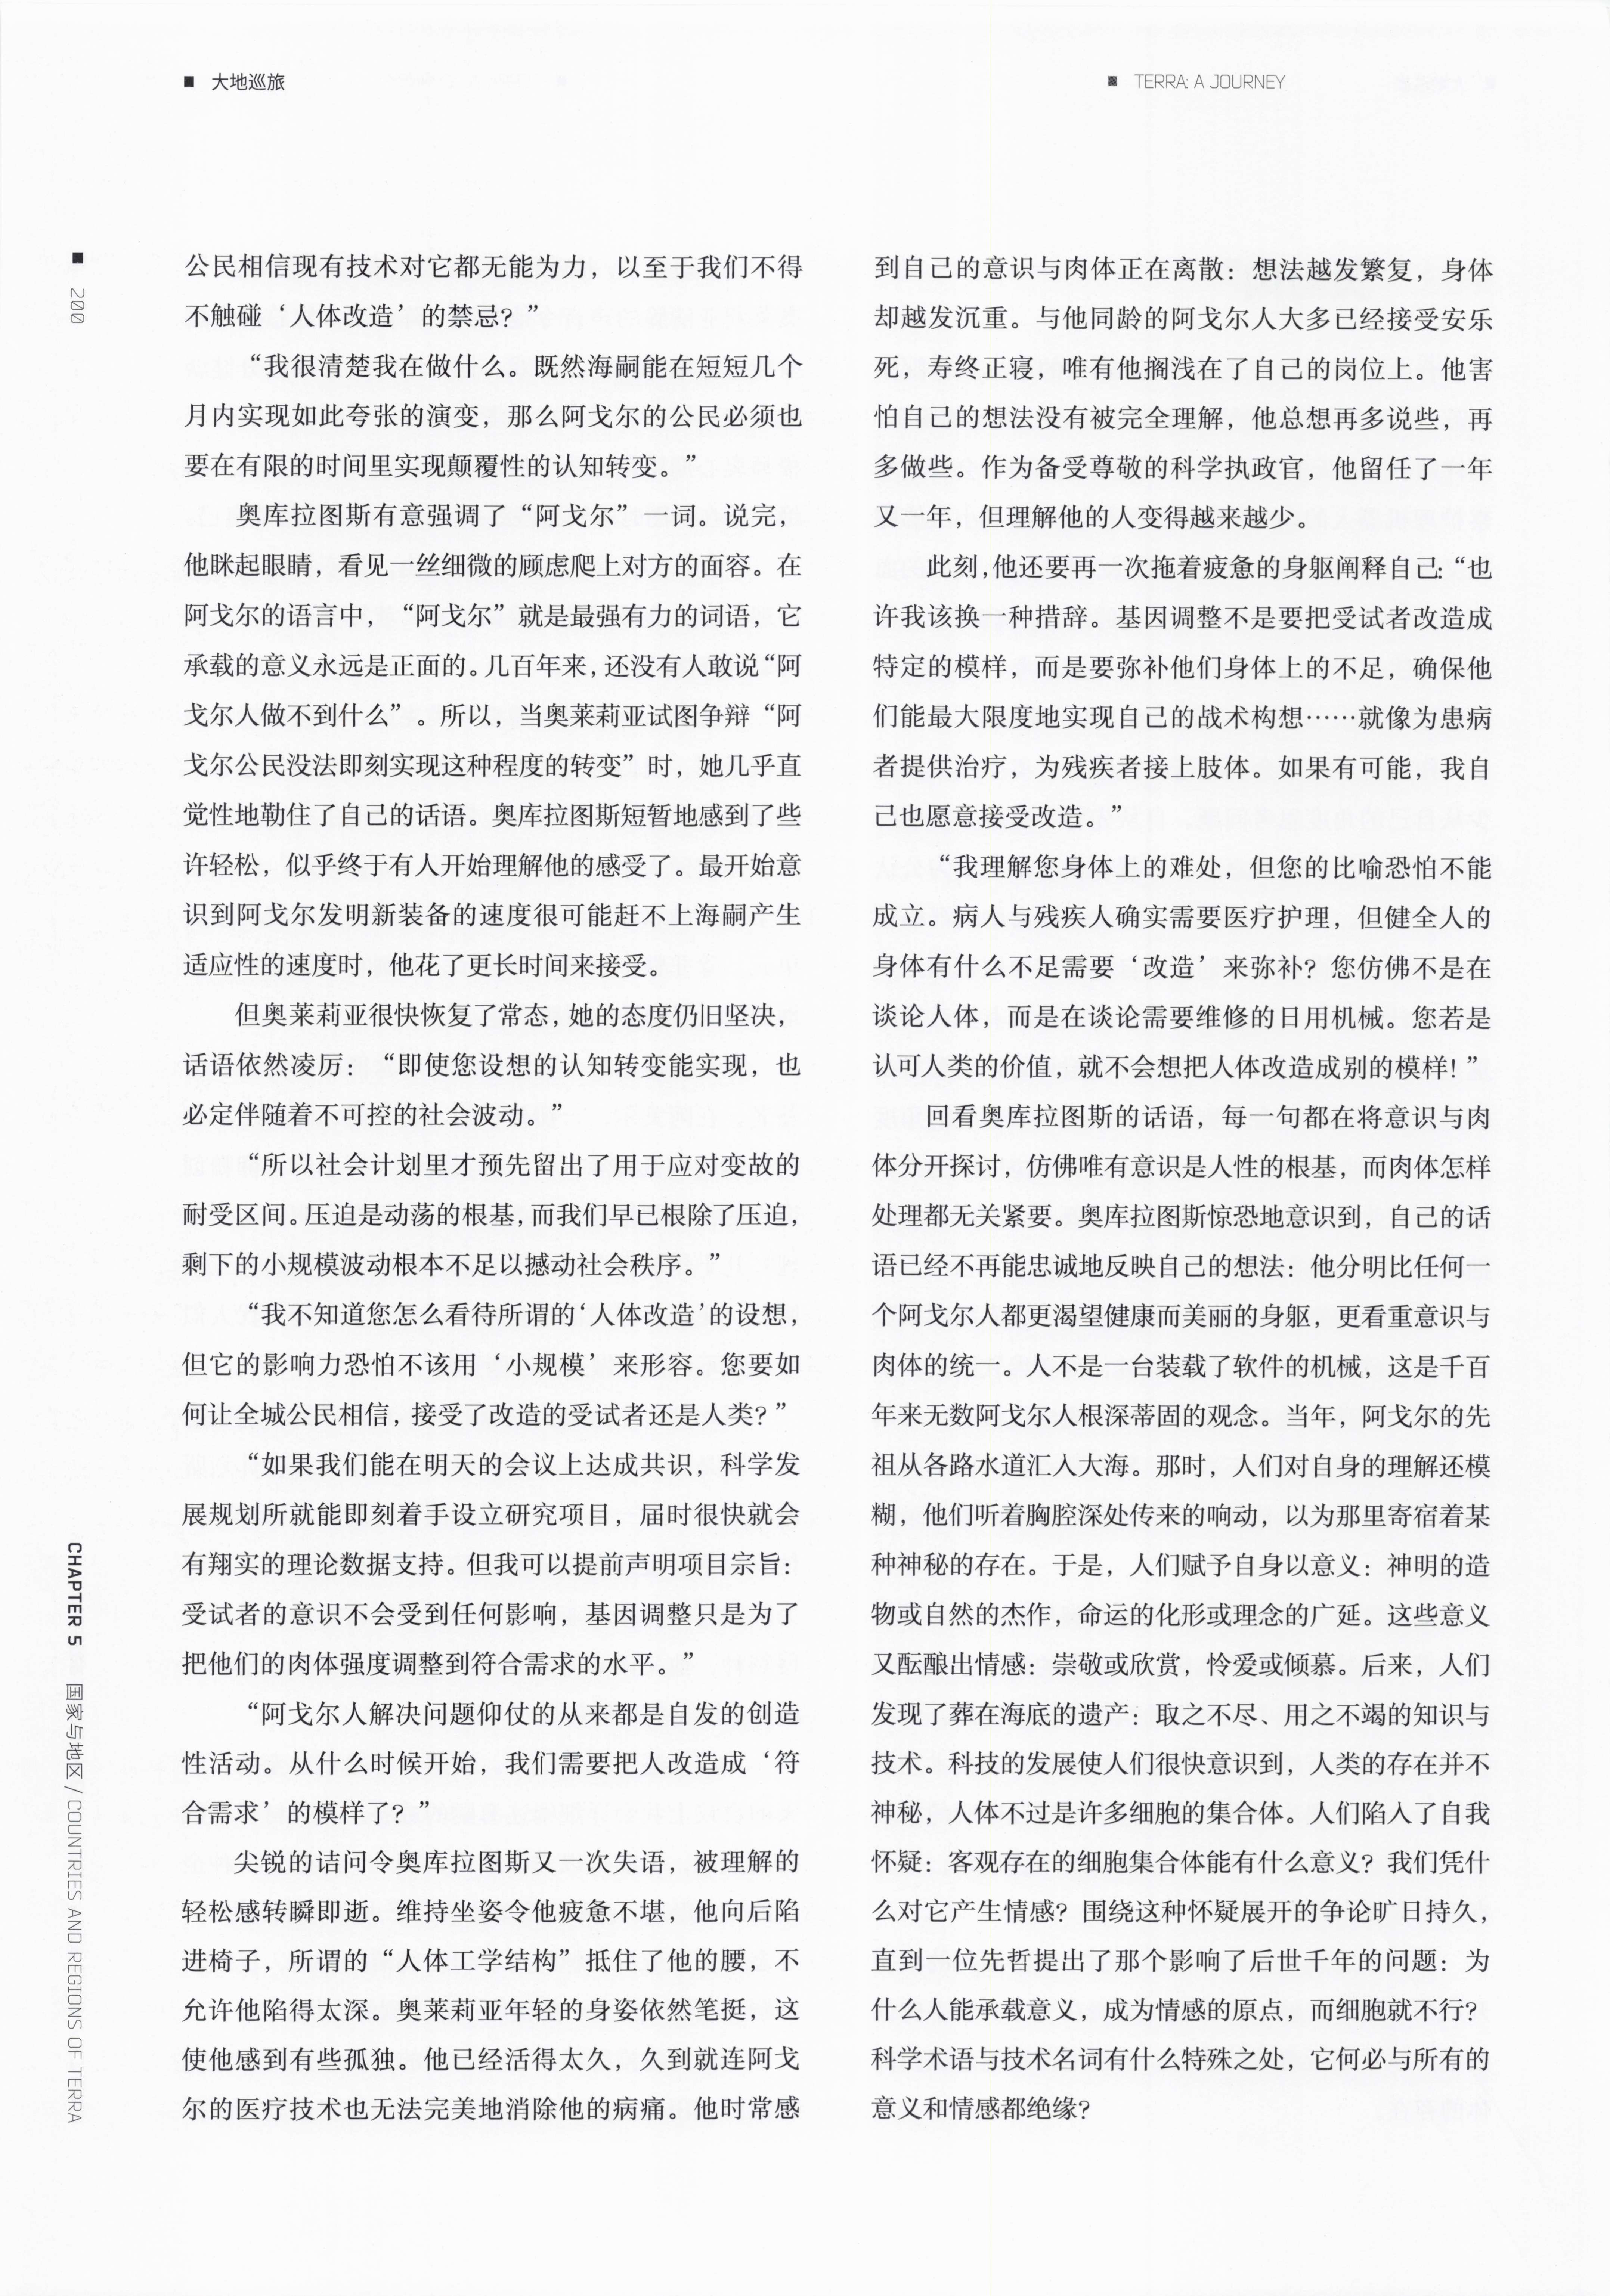 ■ 大地巡旅
■ TERRA: A JOURNEY
■ 200
公民相信现有技术对它都无能为力，以至于我们不得
不触碰‘人体改造’的禁忌？”
“我很清楚我在做什么。既然海嗣能在短短几个
月内实现如此夸张的演变，那么阿戈尔的公民必须也
要在有限的时间里实现颠覆性的认知转变。”
奥库拉图斯有意强调了“阿戈尔”一词。说完，
他眯起眼睛，看见一丝细微的顾虑爬上对方的面容。在
阿戈尔的语言中，“阿戈尔”就是最强有力的词语，它
承载的意义永远是正面的。几百年来，还没有人敢说“阿
戈尔人做不到什么”。所以，当奥莱莉亚试图争辩“阿
戈尔公民没法即刻实现这种程度的转变”时，她几乎直
觉性地勒住了自己的话语。奥库拉图斯短暂地感到了些
许轻松，似乎终于有人开始理解他的感受了。最开始意
识到阿戈尔发明新装备的速度很可能赶不上海嗣产生
适应性的速度时，他花了更长时间来接受。
但奥莱莉亚很快恢复了常态，她的态度仍旧坚决，
话语依然凌厉：“即使您设想的认知转变能实现，也
必定伴随着不可控的社会波动。”
“所以社会计划里才预先留出了用于应对变故的
耐受区间。压迫是动荡的根基，而我们早已根除了压迫，
剩下的小规模波动根本不足以撼动社会秩序。”
“我不知道您怎么看待所谓的‘人体改造’的设想，
但它的影响力恐怕不该用‘小规模’来形容。您要如
何让全城公民相信，接受了改造的受试者还是人类？”
“如果我们能在明天的会议上达成共识，科学发
展规划所就能即刻着手设立研究项目，届时很快就会
有翔实的理论数据支持。但我可以提前声明项目宗旨：
受试者的意识不会受到任何影响，基因调整只是为了
把他们的肉体强度调整到符合需求的水平。”
“阿戈尔人解决问题仰仗的从来都是自发的创造
性活动。从什么时候开始，我们需要把人改造成‘符
合需求’的模样了？”
尖锐的诘问令奥库拉图斯又一次失语，被理解的
轻松感转瞬即逝。维持坐姿令他疲惫不堪，他向后陷
进椅子，所谓的“人体工学结构”抵住了他的腰，不
允许他陷得太深。奥莱莉亚年轻的身姿依然笔挺，这
使他感到有些孤独。他已经活得太久，久到就连阿戈
尔的医疗技术也无法完美地消除他的病痛。他时常感
到自己的意识与肉体正在离散：想法越发繁复，身体
却越发沉重。与他同龄的阿戈尔人大多已经接受安乐
死，寿终正寝，唯有他搁浅在了自己的岗位上。他害
怕自己的想法没有被完全理解，他总想再多说些，再
多做些。作为备受尊敬的科学执政官，他留任了一年
又一年，但理解他的人变得越来越少。
此刻，他还要再一次拖着疲惫的身躯阐释自己：“也
许我该换一种措辞。基因调整不是要把受试者改造成
特定的模样，而是要弥补他们身体上的不足，确保他
们能最大限度地实现自己的战术构想……就像为患病
者提供治疗，为残疾者接上肢体。如果有可能，我自
己也愿意接受改造。”
“我理解您身体上的难处，但您的比喻恐怕不能
成立。病人与残疾人确实需要医疗护理，但健全人的
身体有什么不足需要‘改造’来弥补？您仿佛不是在
谈论人体，而是在谈论需要维修的日用机械。您若是
认可人类的价值，就不会想把人体改造成别的模样！”
回看奥库拉图斯的话语，每一句都在将意识与肉
体分开探讨，仿佛唯有意识是人性的根基，而肉体怎样
处理都无关紧要。奥库拉图斯惊恐地意识到，自己的话
语已经不再能忠诚地反映自己的想法：他分明比任何一
个阿戈尔人都更渴望健康而美丽的身躯，更看重意识与
肉体的统一。人不是一台装载了软件的机械，这是千百
年来无数阿戈尔人根深蒂固的观念。当年，阿戈尔的先
祖从各路水道汇入大海。那时，人们对自身的理解还模
糊，他们听着胸腔深处传来的响动，以为那里寄宿着某
种神秘的存在。于是，人们赋予自身以意义：神明的造
物或自然的杰作，命运的化形或理念的广延。这些意义
又酝酿出情感：崇敬或欣赏，怜爱或倾慕。后来，人们
发现了葬在海底的遗产：取之不尽、用之不竭的知识与
技术。科技的发展使人们很快意识到，人类的存在并不
神秘，人体不过是许多细胞的集合体。人们陷入了自我
怀疑：客观存在的细胞集合体能有什么意义？我们凭什
么对它产生情感？围绕这种怀疑展开的争论旷日持久，
直到一位先哲提出了那个影响了后世千年的问题：为
什么人能承载意义，成为情感的原点，而细胞就不行？
科学术语与技术名词有什么特殊之处，它何必与所有的
意义和情感都绝缘？
CHAPTER 5 国家与地区 / COUNTRIES AND REGIONS OF TERRA